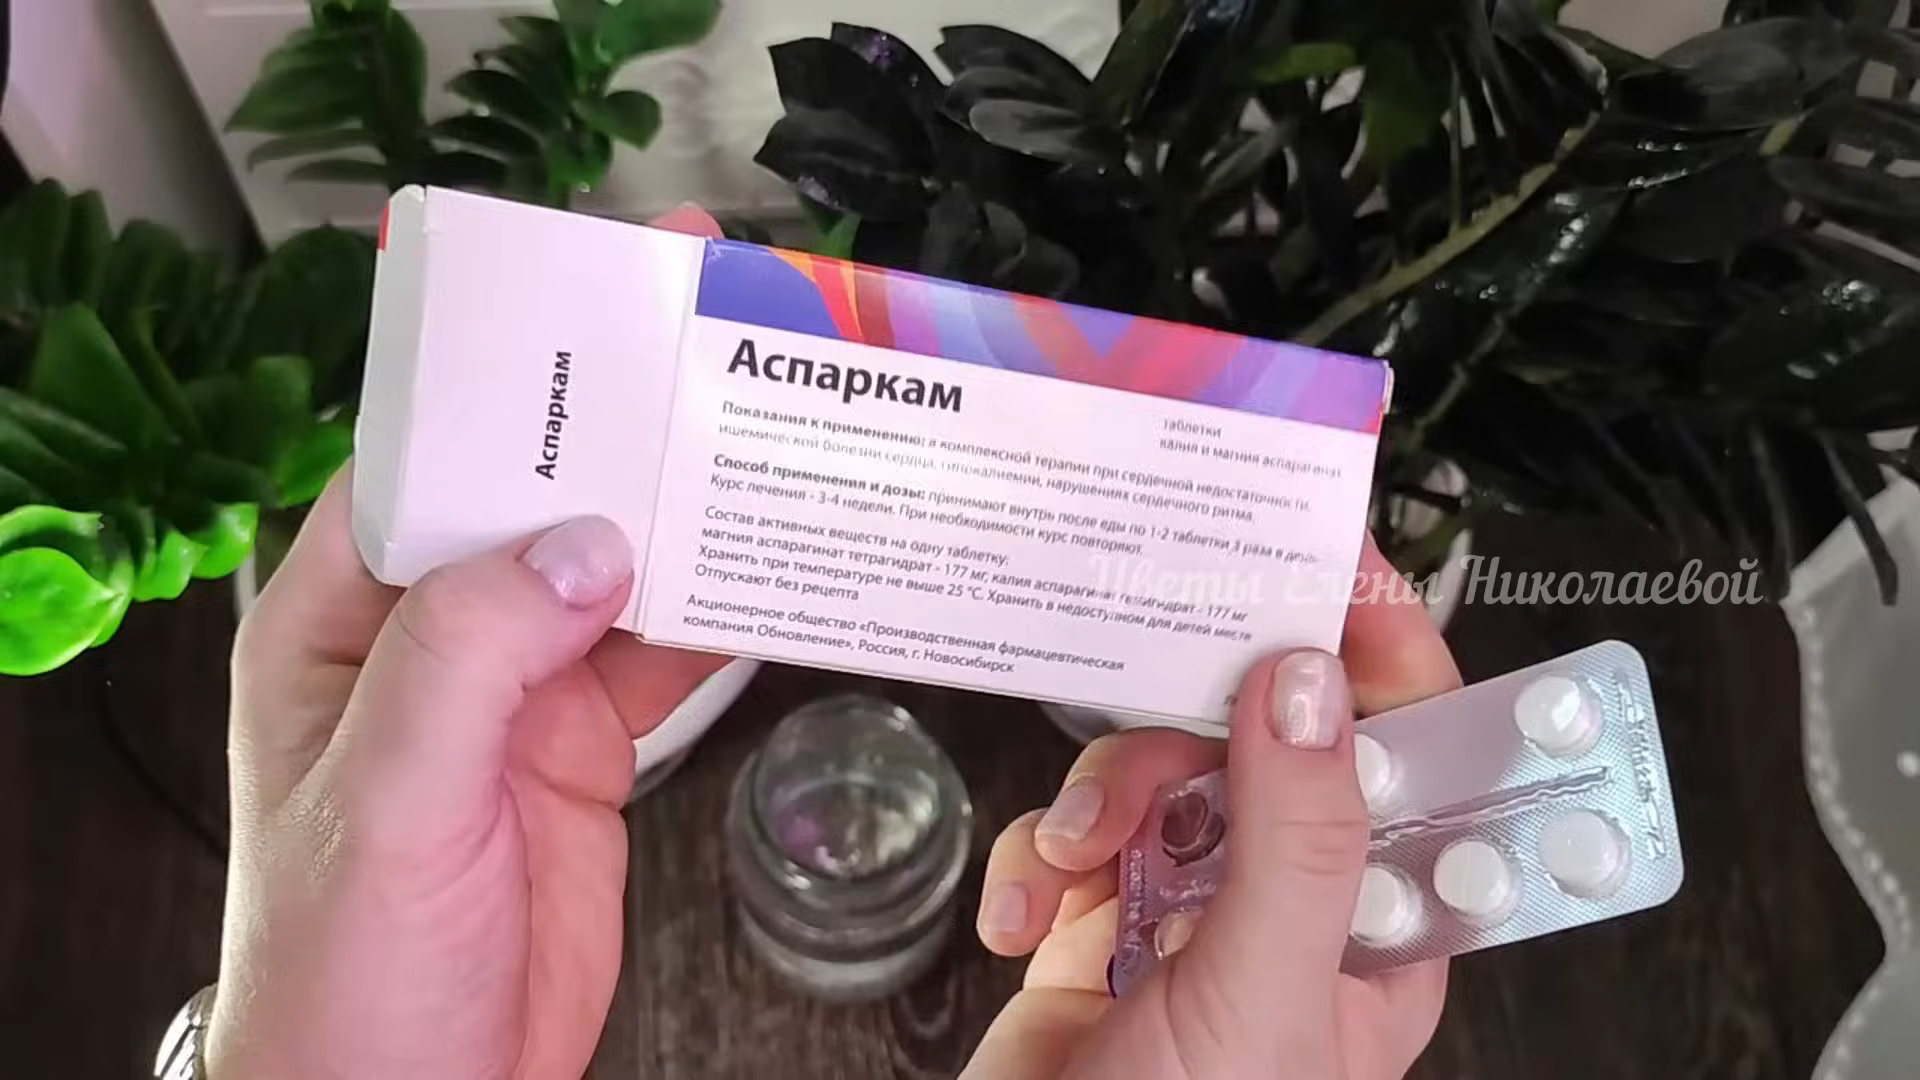 Аспаркам
Аспаркам
таблетки
калия и магния аспарагинат
Показания к применению: в комплексной терапии при сердечной недостаточности,
ишемической болезни сердца, гипокалиемии, нарушениях сердечного ритма.
Способ применения и дозы: принимают внутрь после еды по 1-2 таблетки 3 раза в день.
Курс лечения - 3-4 недели. При необходимости курс повторяют.
Состав активных веществ на одну таблетку:
магния аспарагинат тетрагидрат - 177 мг, калия аспарагинат гемигидрат - 177 мг
Хранить при температуре не выше 25 °С. Хранить в недоступном для детей месте
Отпускают без рецепта
Акционерное общество «Производственная фармацевтическая
компания Обновление», Россия, г. Новосибирск
Цветы Елены Николаевой